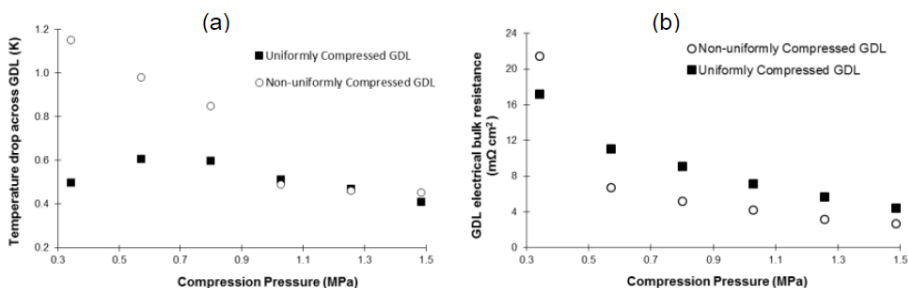 (a)
Temperature drop across GDL (K)
1.2
1.0
0.8
0.6
0.4
0.2
■ Uniformly Compressed GDL
○ Non-uniformly Compressed GDL
0.3 0.5 0.7 0.9 1.1 1.3 1.5
Compression Pressure (MPa)
(b)
GDL electrical bulk resistance
(mΩ cm²)
24
20
16
12
8
4
0
○ Non-uniformly Compressed GDL
■ Uniformly Compressed GDL
0.3 0.5 0.7 0.9 1.1 1.3 1.5
Compression Pressure (MPa)